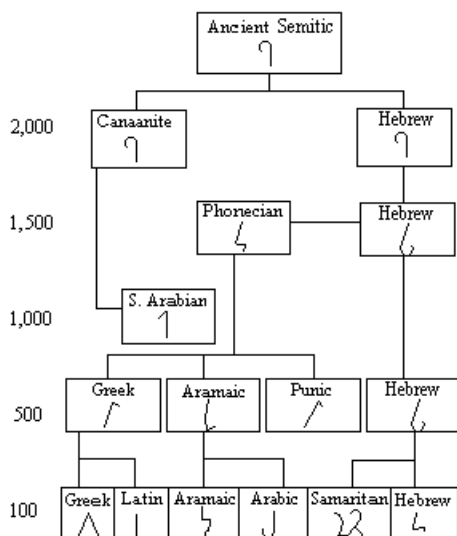 Ancient Semitic
2,000
Canaanite
Hebrew
1,500
Phonecian
Hebrew
1,000
S. Arabian
500
Greek
Aramaic
Punic
Hebrew
100
Greek
Latin
Aramaic
Arabic
Samaritan
Hebrew